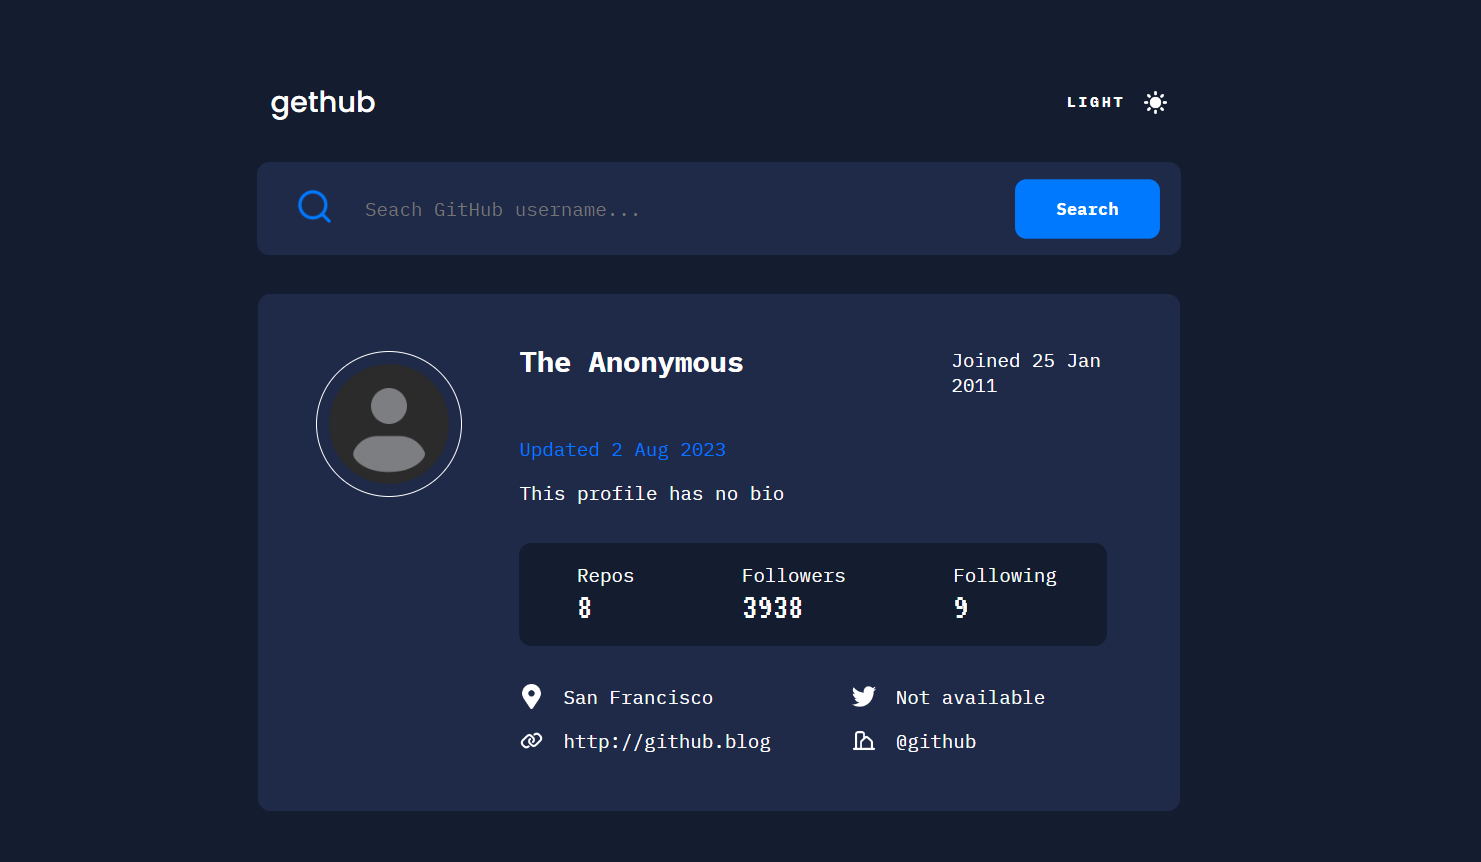 gethub
LIGHT
Seach GitHub username...
Search
The Anonymous
Joined 25 Jan
2011
Updated 2 Aug 2023
This profile has no bio
Repos
Followers
Following
8
3938
9
San Francisco
Not available
http://github.blog
@github